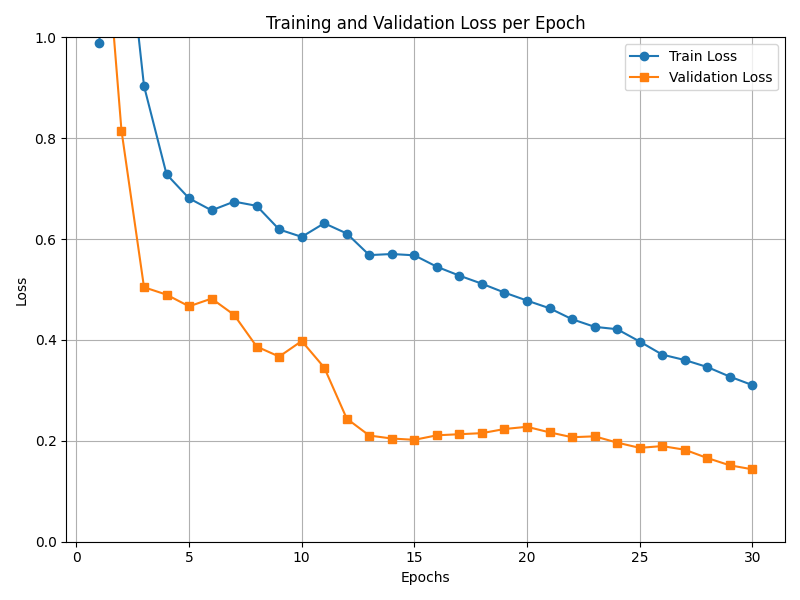 Training and Validation Loss per Epoch
Train Loss
Validation Loss
1.0
0.8
0.6
0.4
0.2
0.0
Loss
0 5 10 15 20 25 30
Epochs